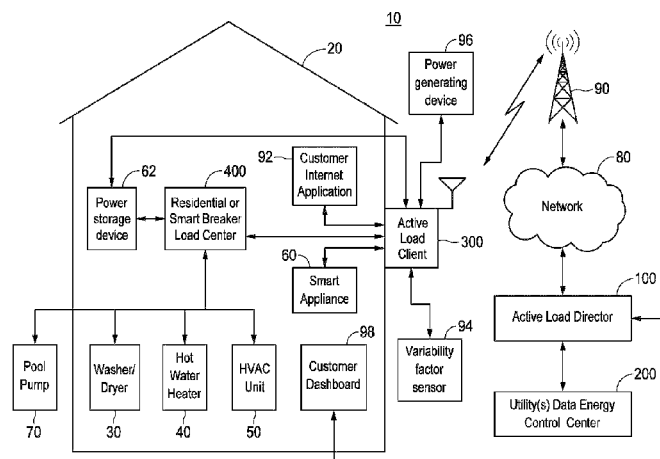 10
20
96
Power
generating
device
90
62
Power
storage
device
400
Residential or
Smart Breaker
Load Center
92
Customer
Internet
Application
60
Smart
Appliance
Active
Load
Client
300
80
Network
100
Active Load Director
200
Utility(s) Data Energy
Control Center
98
Customer
Dashboard
94
Variability
factor
sensor
Pool
Pump
70
Washer/
Dryer
30
Hot
Water
Heater
40
HVAC
Unit
50